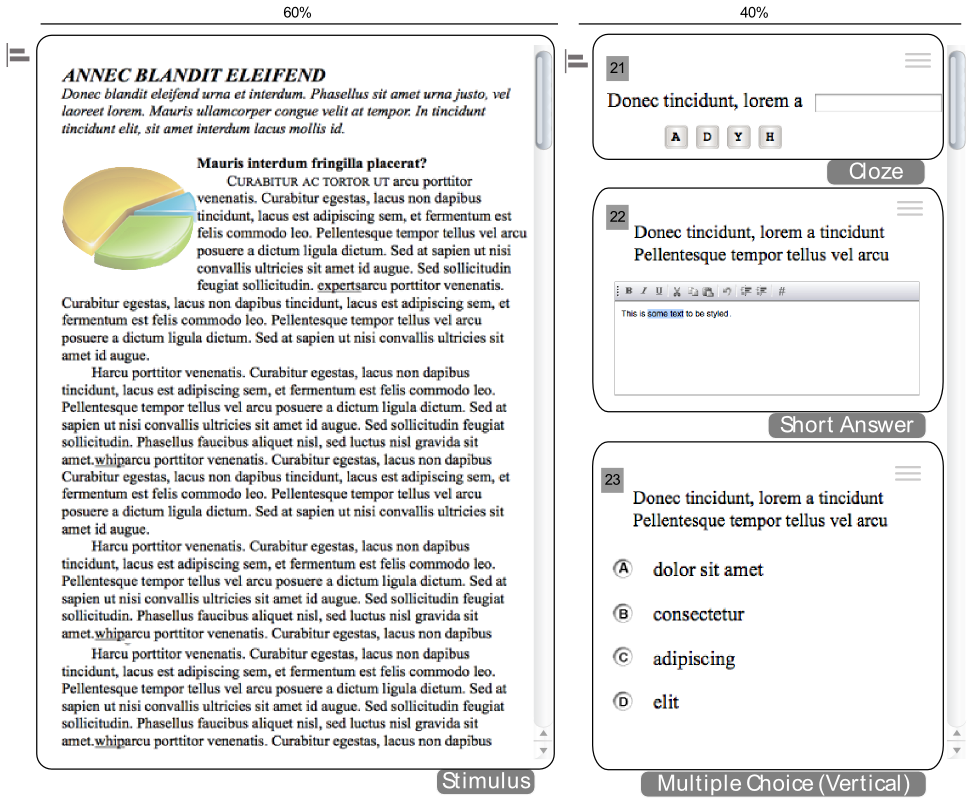 60%
40%
ANNEC BLANDIT ELEIFEND
Donec blandit eleifend urna et interdum. Phasellus sit amet urna justo, vel
laoreet lorem. Mauris ullamcorper congue velit at tempor. In tincidunt
tincidunt elit, sit amet interdum lacus mollis id.
Mauris interdum fringilla placerat?
CURABITUR AC TORTOR UT arcu porttitor
venenatis. Curabitur egestas, lacus non dapibus
tincidunt, lacus est adipiscing sem, et fermentum est
felis commodo leo. Pellentesque tempor tellus vel arcu
posuere a dictum ligula dictum. Sed at sapien ut nisi
convallis ultricies sit amet id augue. Sed sollicitudin
feugiat sollicitudin. expertsarcu porttitor venenatis.
Curabitur egestas, lacus non dapibus tincidunt, lacus est adipiscing sem, et
fermentum est felis commodo leo. Pellentesque tempor tellus vel arcu
posuere a dictum ligula dictum. Sed at sapien ut nisi convallis ultricies sit
amet id augue.
Harcu porttitor venenatis. Curabitur egestas, lacus non dapibus
tincidunt, lacus est adipiscing sem, et fermentum est felis commodo leo.
Pellentesque tempor tellus vel arcu posuere a dictum ligula dictum. Sed at
sapien ut nisi convallis ultricies sit amet id augue. Sed sollicitudin feugiat
sollicitudin. Phasellus faucibus aliquet nisl, sed luctus nisl gravida sit
amet.whiparcu porttitor venenatis. Curabitur egestas, lacus non dapibus
Curabitur egestas, lacus non dapibus tincidunt, lacus est adipiscing sem, et
fermentum est felis commodo leo. Pellentesque tempor tellus vel arcu
posuere a dictum ligula dictum. Sed at sapien ut nisi convallis ultricies sit
amet id augue.
Harcu porttitor venenatis. Curabitur egestas, lacus non dapibus
tincidunt, lacus est adipiscing sem, et fermentum est felis commodo leo.
Pellentesque tempor tellus vel arcu posuere a dictum ligula dictum. Sed at
sapien ut nisi convallis ultricies sit amet id augue. Sed sollicitudin feugiat
sollicitudin. Phasellus faucibus aliquet nisl, sed luctus nisl gravida sit
amet.whiparcu porttitor venenatis. Curabitur egestas, lacus non dapibus
Harcu porttitor venenatis. Curabitur egestas, lacus non dapibus
tincidunt, lacus est adipiscing sem, et fermentum est felis commodo leo.
Pellentesque tempor tellus vel arcu posuere a dictum ligula dictum. Sed at
sapien ut nisi convallis ultricies sit amet id augue. Sed sollicitudin feugiat
sollicitudin. Phasellus faucibus aliquet nisl, sed luctus nisl gravida sit
amet.whiparcu porttitor venenatis. Curabitur egestas, lacus non dapibus
Stimulus
21
Donec tincidunt, lorem a
A D Y H
Cloze
22
Donec tincidunt, lorem a tincidunt
Pellentesque tempor tellus vel arcu
B I U #
This is some text to be styled.
Short Answer
23
Donec tincidunt, lorem a tincidunt
Pellentesque tempor tellus vel arcu
A dolor sit amet
B consectetur
C adipiscing
D elit
Multiple Choice (Vertical)